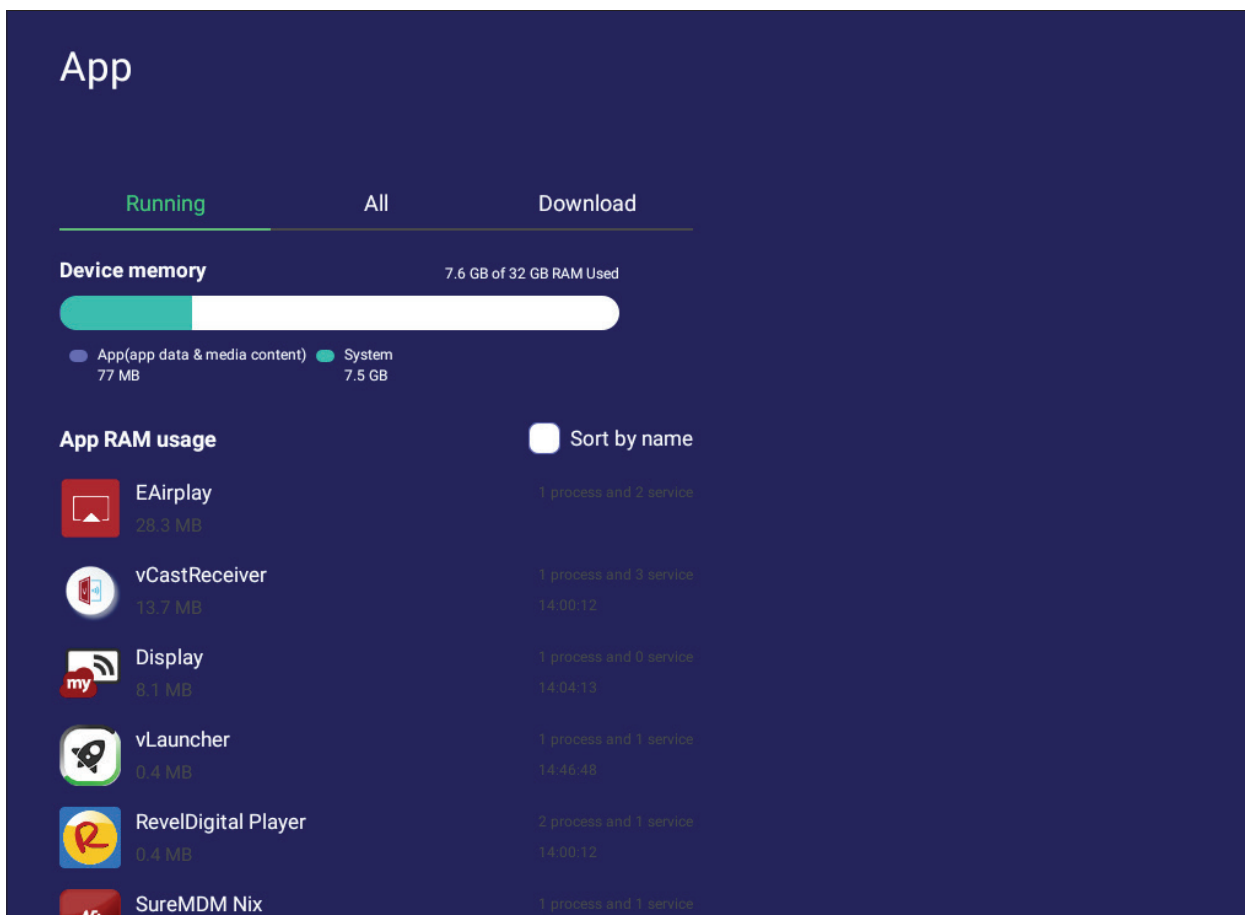 App
Running All Download
Device memory 7.6 GB of 32 GB RAM Used
App(app data & media content) System
77 MB 7.5 GB
App RAM usage Sort by name
EAirplay 1 process and 2 service
28.3 MB
vCastReceiver 1 process and 3 service
13.7 MB 14:00:12
Display 1 process and 0 service
my
8.1 MB 14:04:13
vLauncher 1 process and 1 service
0.4 MB 14:46:48
RevelDigital Player 2 process and 1 service
R
0.4 MB 14:00:12
SureMDM Nix 1 process and 1 service